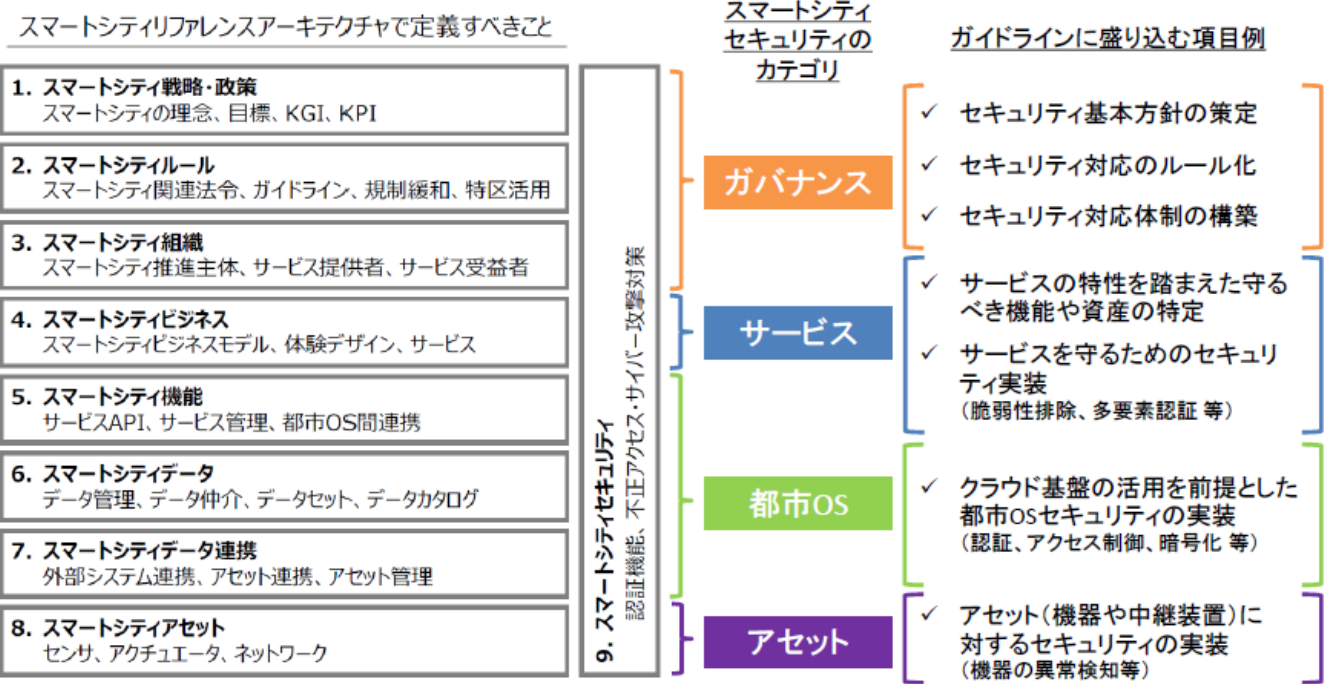 スマートシティリファレンスアーキテクチャで定義すべきこと
1. スマートシティ戦略・政策
スマートシティの理念、目標、KGI、KPI
2. スマートシティルール
スマートシティ関連法令、ガイドライン、規制緩和、特区活用
3. スマートシティ組織
スマートシティ推進主体、サービス提供者、サービス受益者
4. スマートシティビジネス
スマートシティビジネスモデル、体験デザイン、サービス
5. スマートシティ機能
サービスAPI、サービス管理、都市OS間連携
6. スマートシティデータ
データ管理、データ仲介、データセット、データカタログ
7. スマートシティデータ連携
外部システム連携、アセット連携、アセット管理
8. スマートシティアセット
センサ、アクチュエータ、ネットワーク
9. スマートシティセキュリティ
認証機能、不正アクセス・サイバー攻撃対策
スマートシティ
セキュリティの
カテゴリ
ガバナンス
サービス
都市OS
アセット
ガイドラインに盛り込む項目例
✓ セキュリティ基本方針の策定
✓ セキュリティ対応のルール化
✓ セキュリティ対応体制の構築
✓ サービスの特性を踏まえた守る
べき機能や資産の特定
✓ サービスを守るためのセキュリ
ティ実装
（脆弱性排除、多要素認証 等）
✓ クラウド基盤の活用を前提とした
都市OSセキュリティの実装
（認証、アクセス制御、暗号化 等）
✓ アセット（機器や中継装置）に
対するセキュリティの実装
（機器の異常検知等）